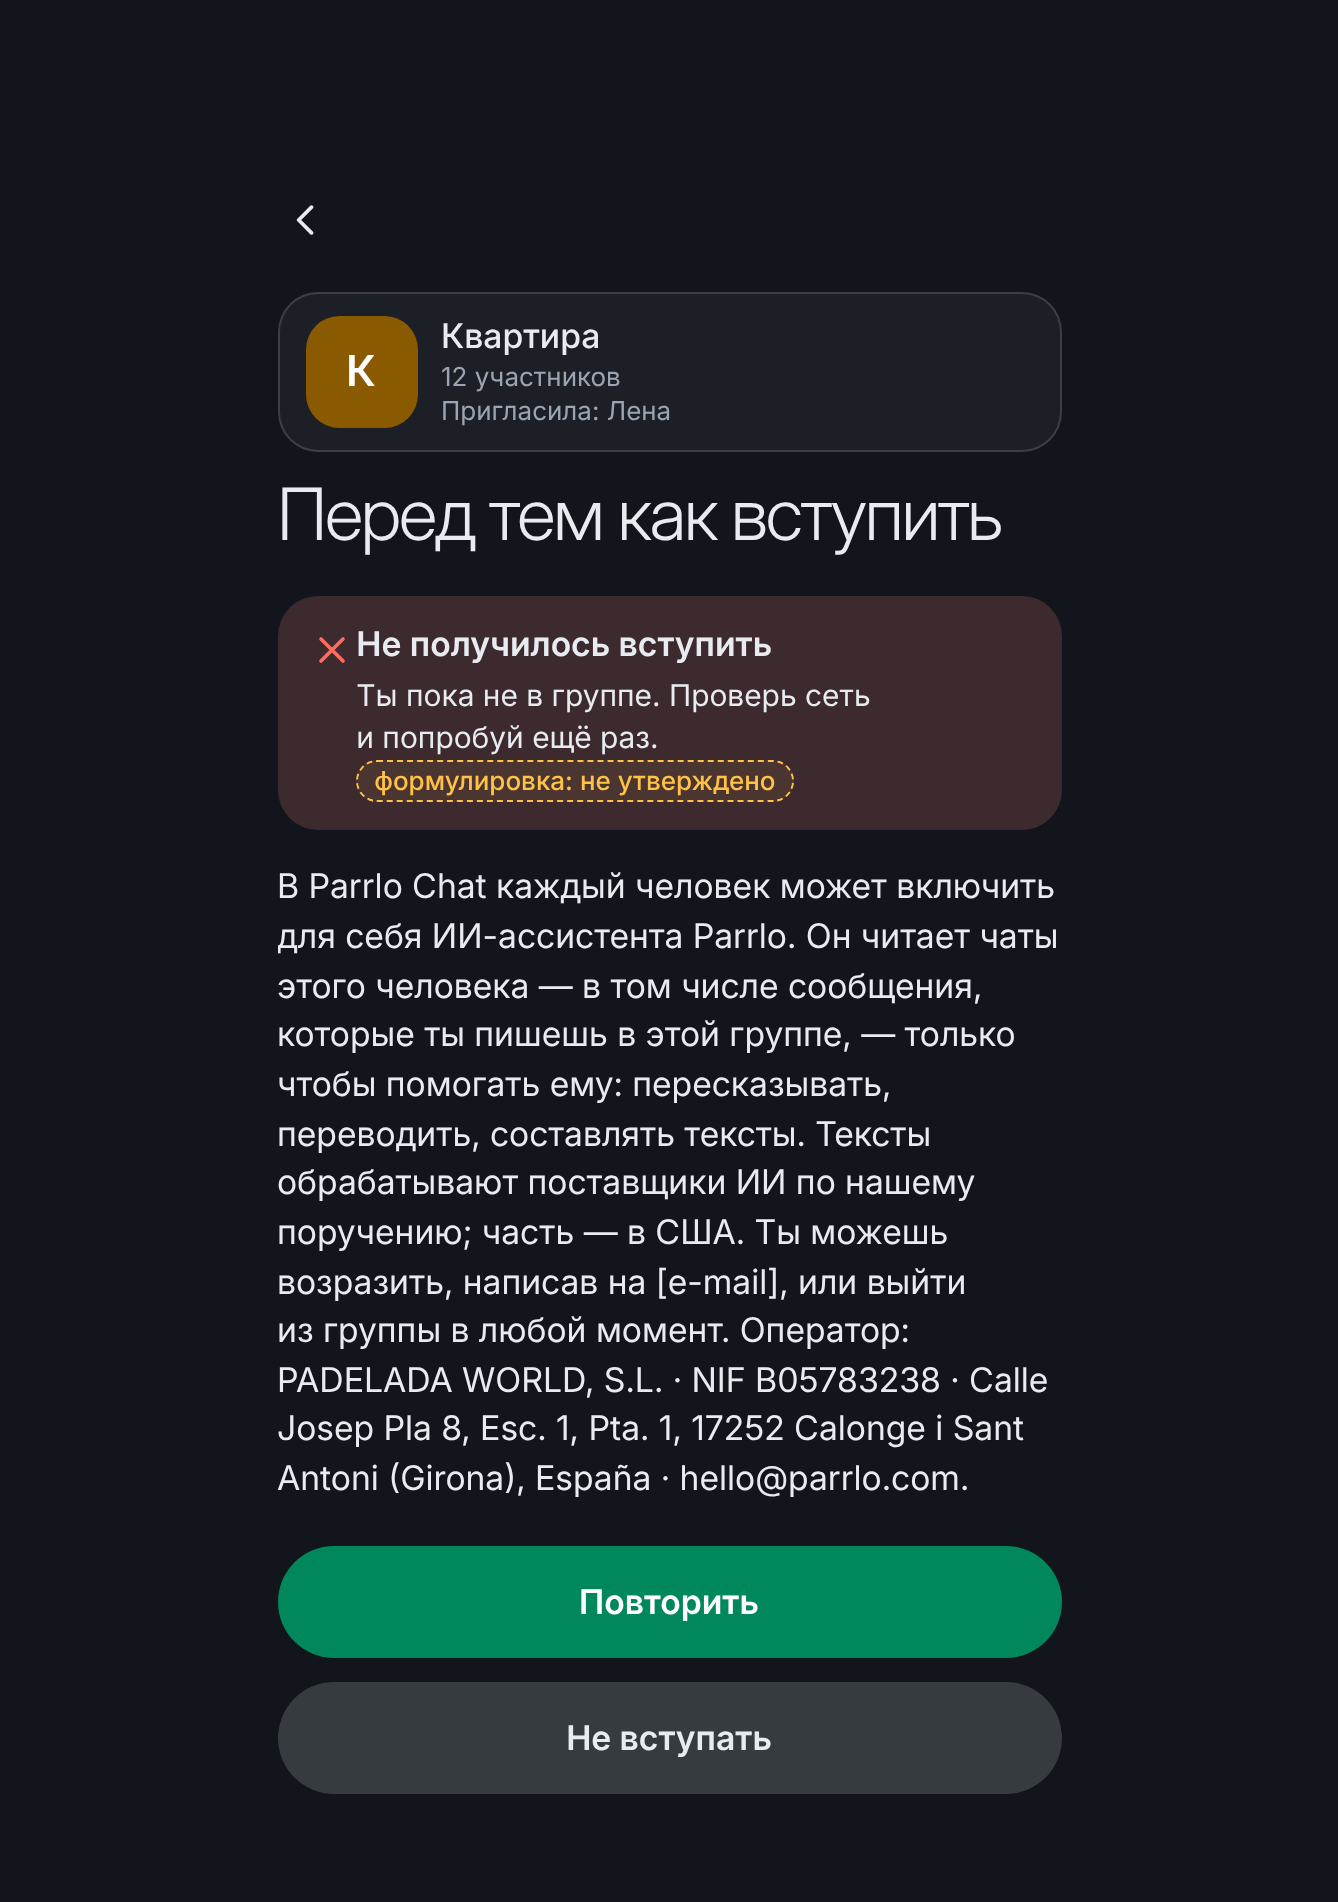 К
Квартира
12 участников
Пригласила: Лена
Перед тем как вступить
Не получилось вступить
Ты пока не в группе. Проверь сеть
и попробуй ещё раз.
формулировка: не утверждено
В Parrlo Chat каждый человек может включить
для себя ИИ-ассистента Parrlo. Он читает чаты
этого человека — в том числе сообщения,
которые ты пишешь в этой группе, — только
чтобы помогать ему: пересказывать,
переводить, составлять тексты. Тексты
обрабатывают поставщики ИИ по нашему
поручению; часть — в США. Ты можешь
возразить, написав на [e-mail], или выйти
из группы в любой момент. Оператор:
PADELADA WORLD, S.L. · NIF B05783238 · Calle
Josep Pla 8, Esc. 1, Pta. 1, 17252 Calonge i Sant
Antoni (Girona), España · hello@parrlo.com.
Повторить
Не вступать